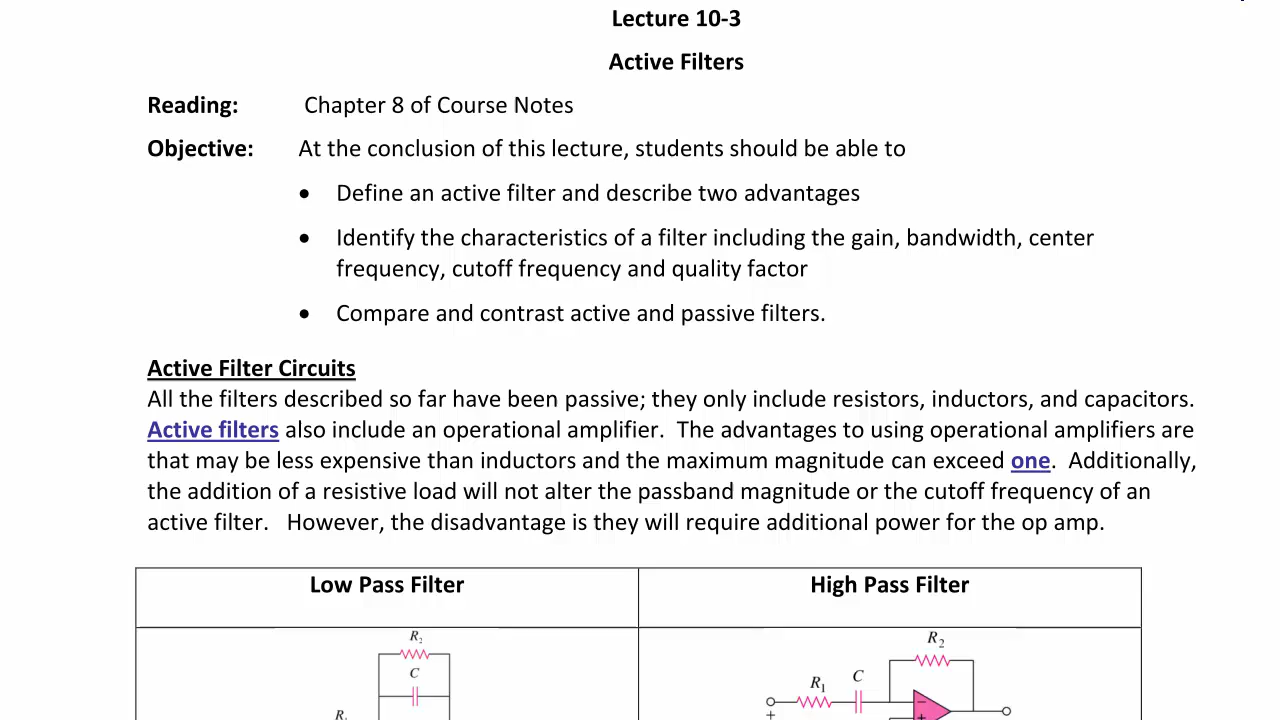 Lecture 10-3
Active Filters
Reading: Chapter 8 of Course Notes
Objective: At the conclusion of this lecture, students should be able to
• Define an active filter and describe two advantages
• Identify the characteristics of a filter including the gain, bandwidth, center
frequency, cutoff frequency and quality factor
• Compare and contrast active and passive filters.
Active Filter Circuits
All the filters described so far have been passive; they only include resistors, inductors, and capacitors.
Active filters also include an operational amplifier. The advantages to using operational amplifiers are
that may be less expensive than inductors and the maximum magnitude can exceed one. Additionally,
the addition of a resistive load will not alter the passband magnitude or the cutoff frequency of an
active filter. However, the disadvantage is they will require additional power for the op amp.
Low Pass Filter High Pass Filter
R₂ R₂
C
R₁ C
R
+ − +